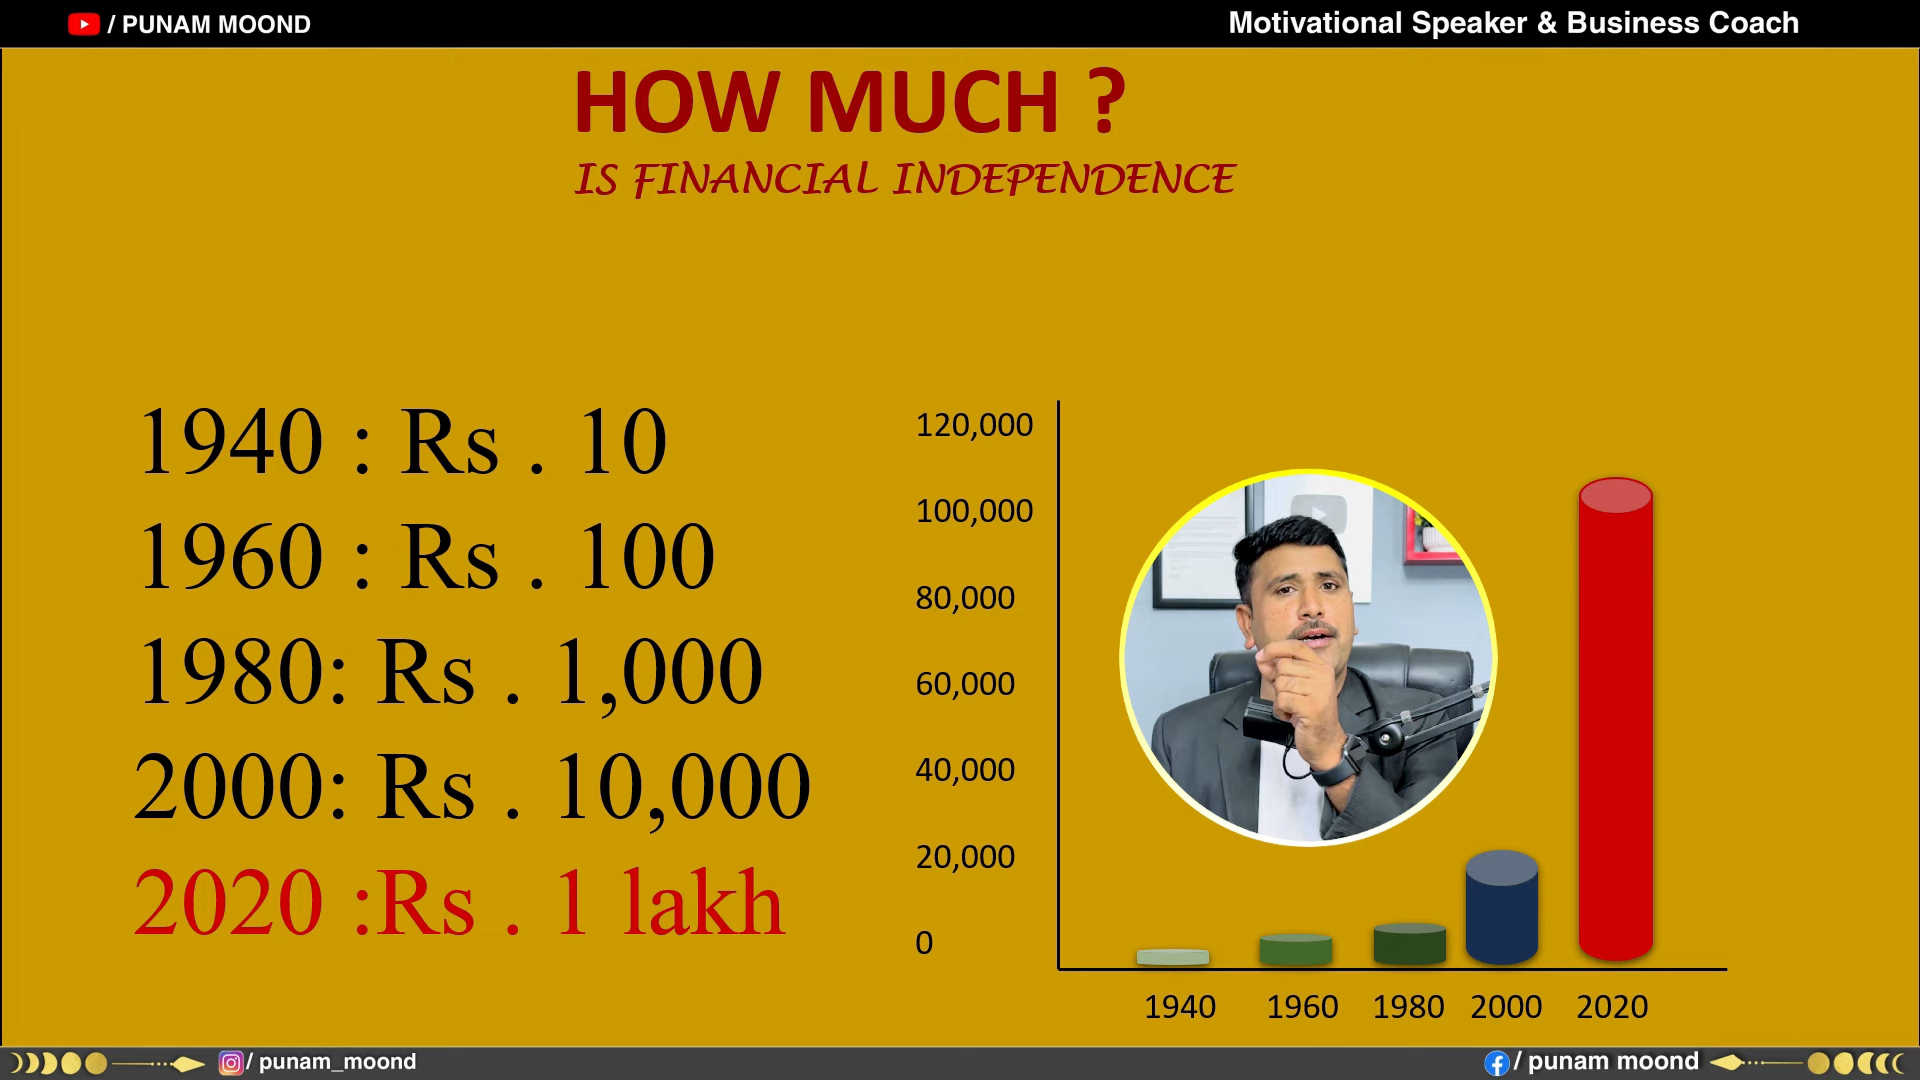 / PUNAM MOOND
Motivational Speaker & Business Coach
HOW MUCH ?
IS FINANCIAL INDEPENDENCE
1940 : Rs . 10
1960 : Rs . 100
1980: Rs . 1,000
2000: Rs . 10,000
2020 :Rs . 1 lakh
120,000
100,000
80,000
60,000
40,000
20,000
0
1940 1960 1980 2000 2020
/ punam_moond
/ punam moond